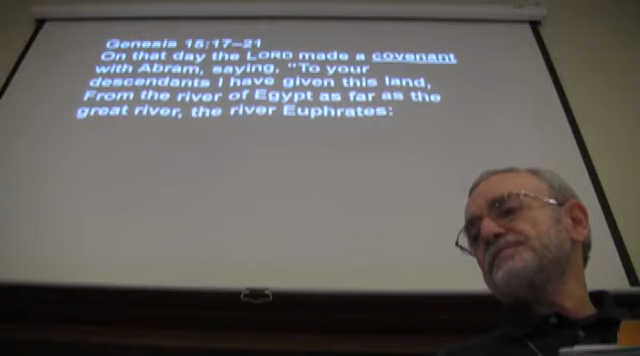 Genesis 15:17–21
On that day the LORD made a covenant
with Abram, saying, "To your
descendants I have given this land,
From the river of Egypt as far as the
great river, the river Euphrates: